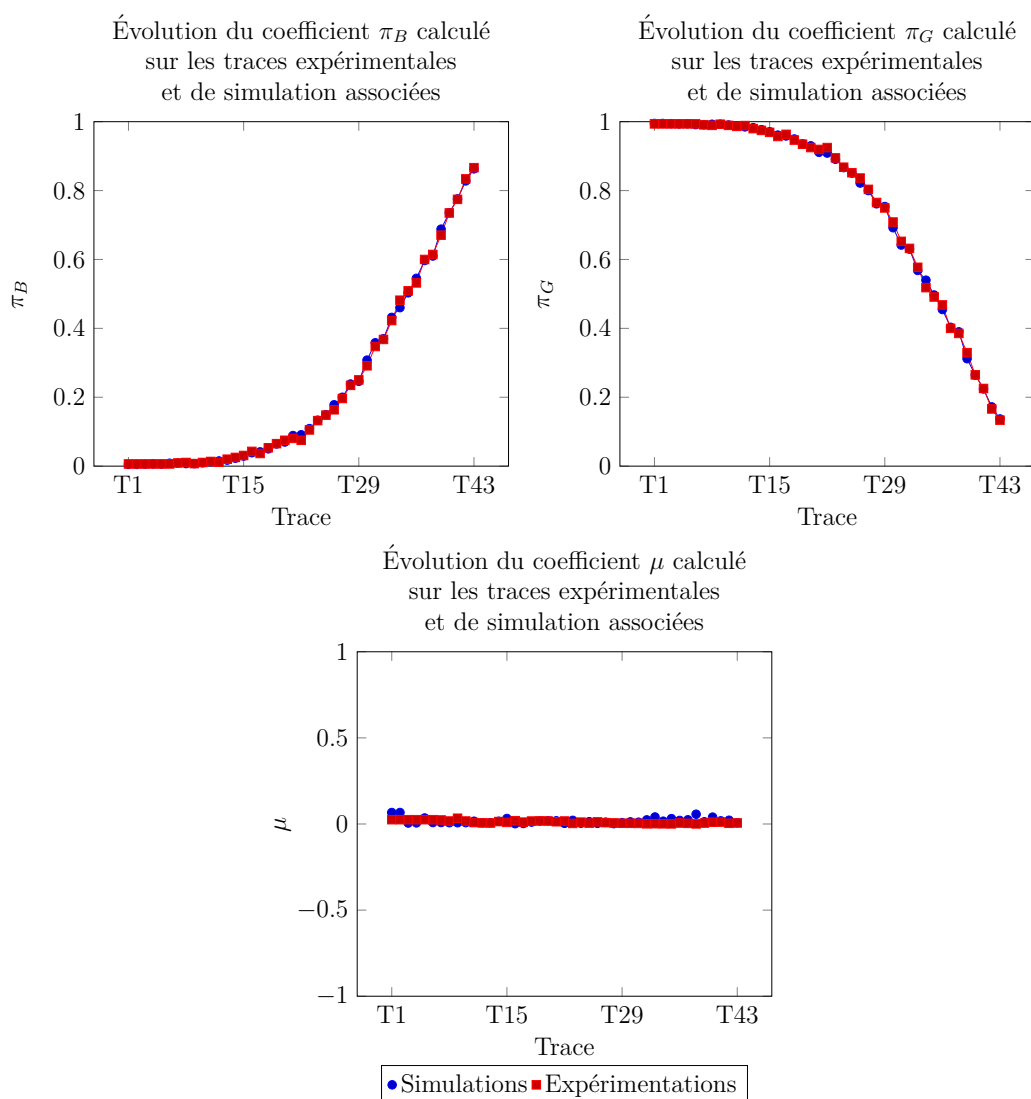 Évolution du coefficient π_B calculé
sur les traces expérimentales
et de simulation associées
1
0.8
0.6
0.4
0.2
0
π_B
T1 T15 T29 T43
Trace
Évolution du coefficient π_G calculé
sur les traces expérimentales
et de simulation associées
1
0.8
0.6
0.4
0.2
0
π_G
T1 T15 T29 T43
Trace
Évolution du coefficient μ calculé
sur les traces expérimentales
et de simulation associées
1
0.5
0
−0.5
−1
μ
T1 T15 T29 T43
Trace
Simulations Expérimentations